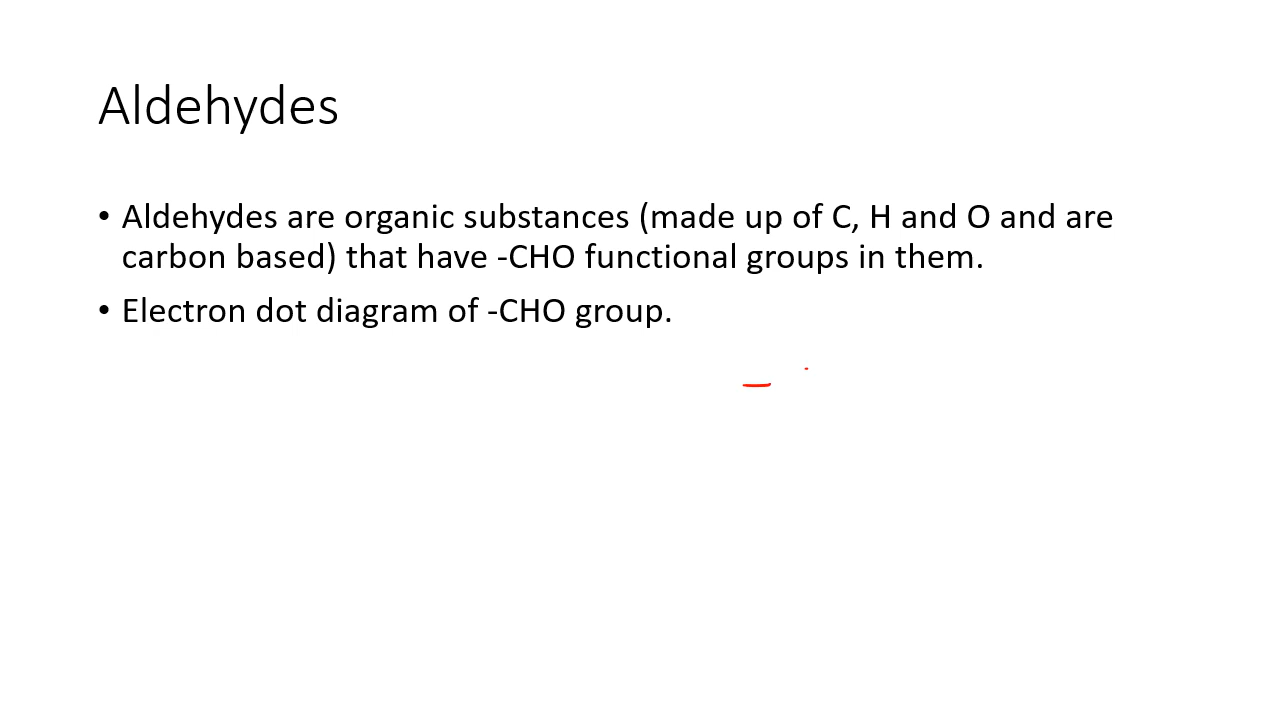 Aldehydes
• Aldehydes are organic substances (made up of C, H and O and are
carbon based) that have -CHO functional groups in them.
• Electron dot diagram of -CHO group.